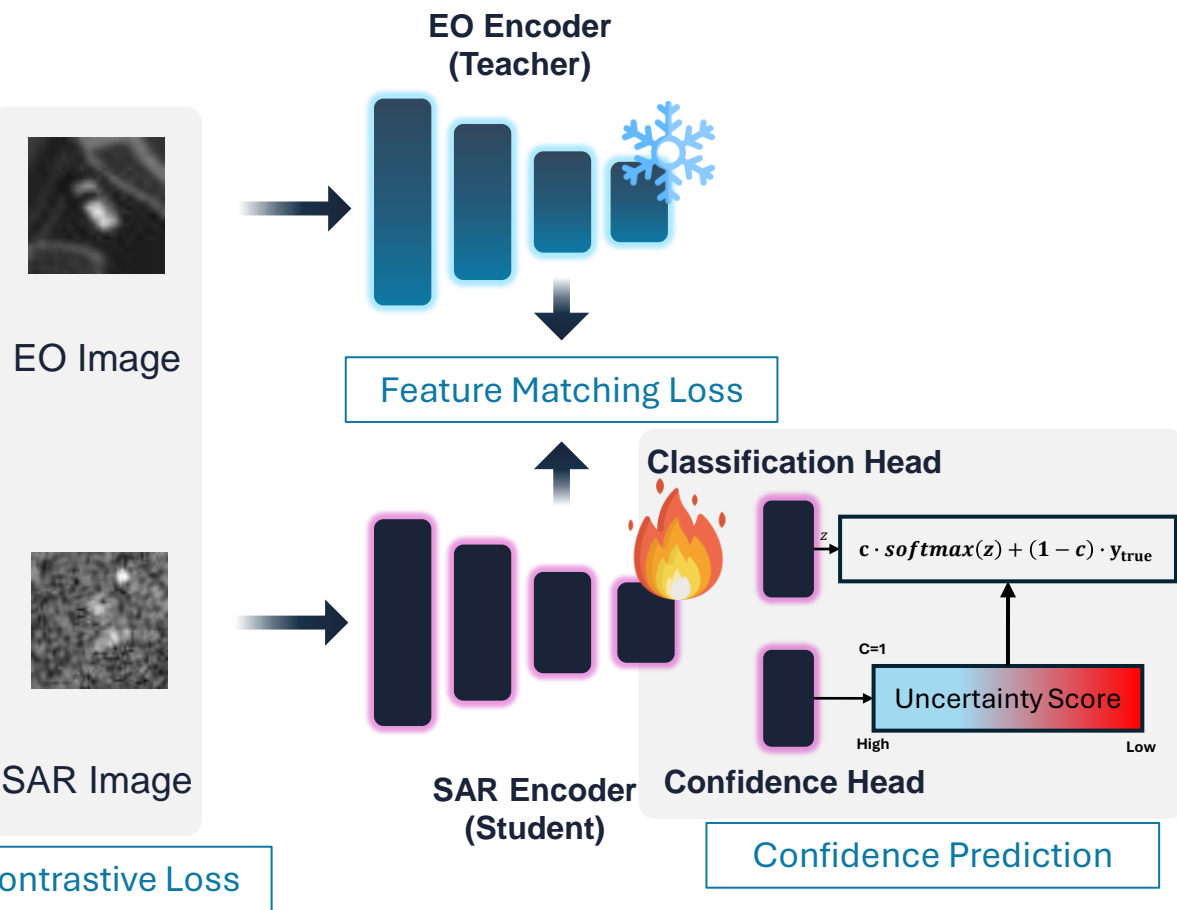 EO Encoder
(Teacher)
EO Image
Feature Matching Loss
Classification Head
z
c · softmax(z) + (1 − c) · y_true
C=1
Uncertainty Score
High
Low
SAR Image
SAR Encoder
(Student)
Confidence Head
Confidence Prediction
ontrastive Loss